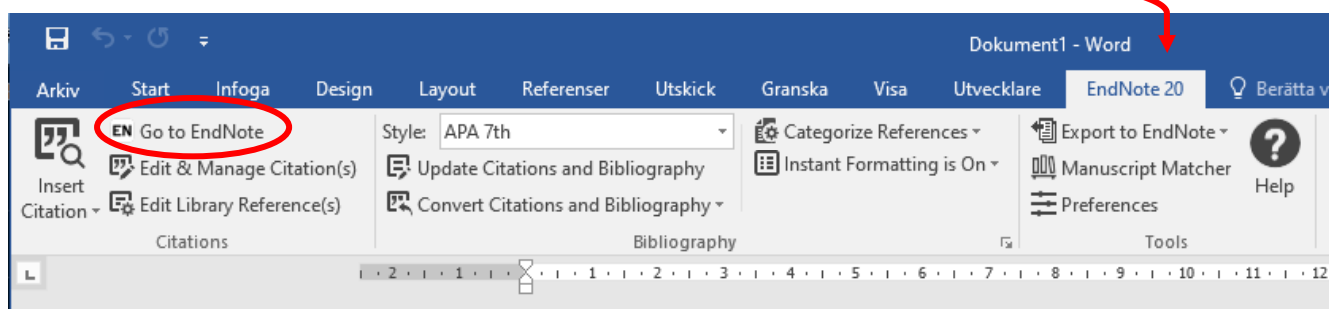 Dokument1 - Word
Arkiv Start Infoga Design Layout Referenser Utskick Granska Visa Utvecklare EndNote 20 Berätta v
Insert
Citation
EN Go to EndNote
Edit & Manage Citation(s)
Edit Library Reference(s)
Citations
Style: APA 7th
Update Citations and Bibliography
Convert Citations and Bibliography
Categorize References
Instant Formatting is On
Bibliography
Export to EndNote
Manuscript Matcher
Preferences
Tools
Help
2 1 1 2 3 4 5 6 7 8 9 10 11 12